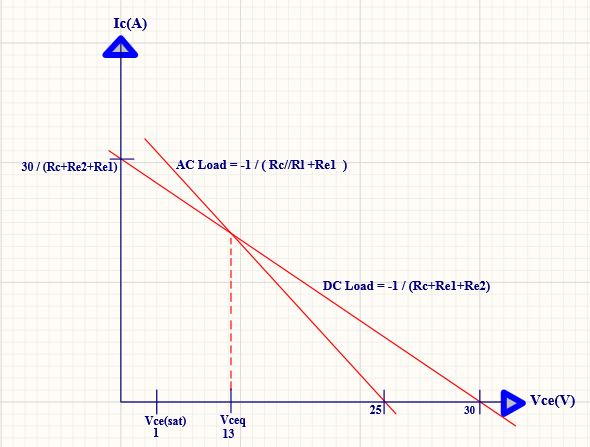 Ic(A)
30 / (Rc+Re2+Re1)
AC Load = -1 / ( Rc//Rl +Re1 )
DC Load = -1 / (Rc+Re1+Re2)
25
30
Vce(V)
Vce(sat)
1
Vceq
13